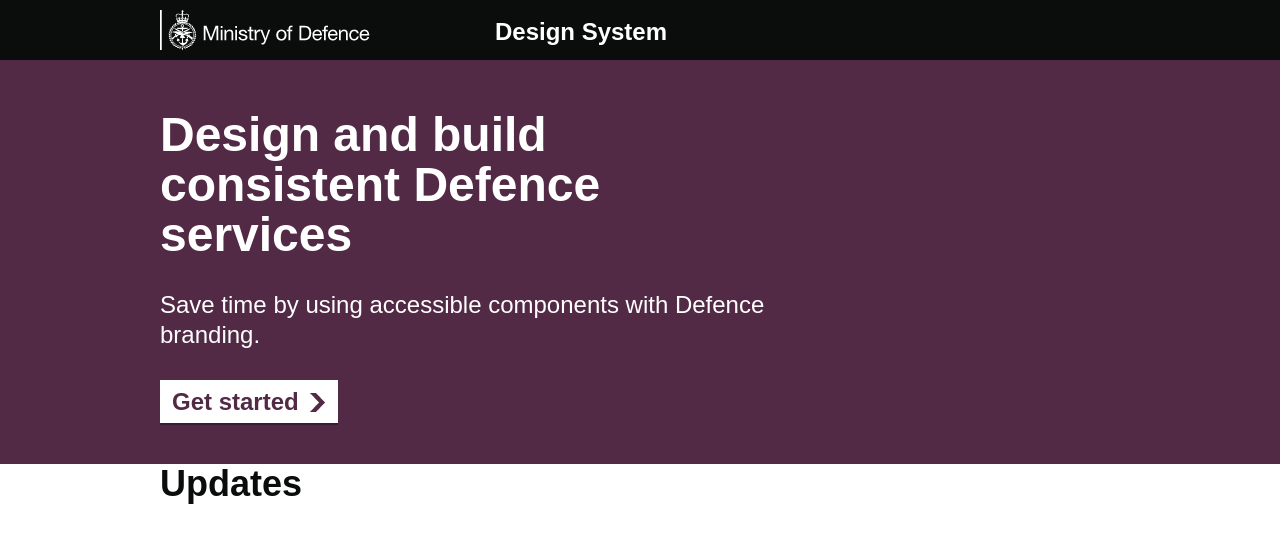 Ministry of Defence
Design System
Design and build
consistent Defence
services
Save time by using accessible components with Defence
branding.
Get started
Updates